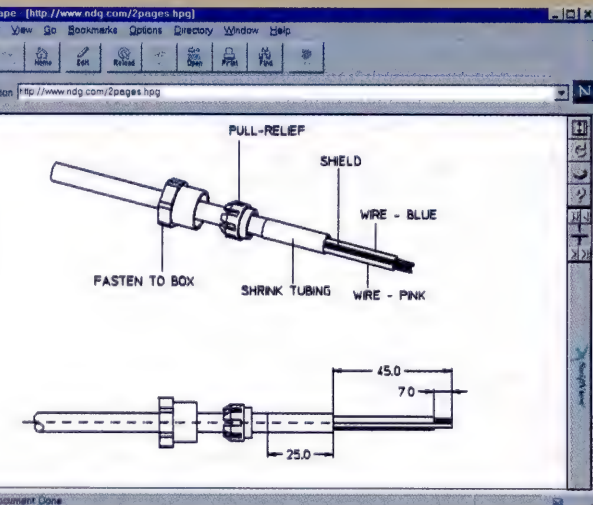 ape [http://www.ndg.com/2pages.hpg]
View Go Bookmarks Options Directory Window Help
Home Edit Reload Open Print Find
on http://www.ndg.com/2pages.hpg
N
PULL-RELIEF
SHIELD
WIRE - BLUE
FASTEN TO BOX
SHRINK TUBING
WIRE - PINK
45.0
7.0
25.0
ScriptView
ocument Done